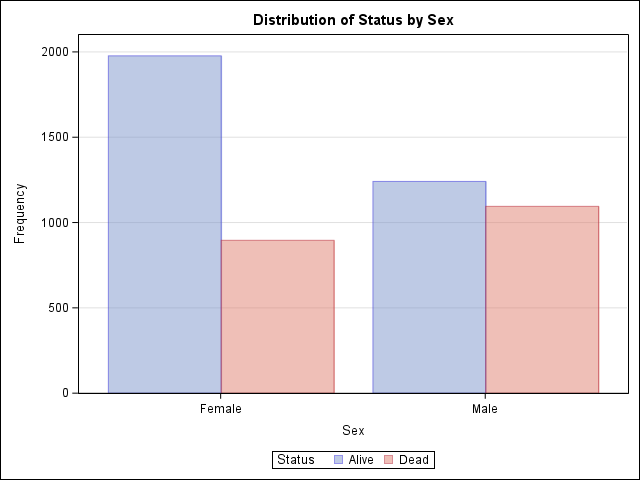 Distribution of Status by Sex
2000
1500
1000
500
0
Frequency
Female Male
Sex
Status Alive Dead